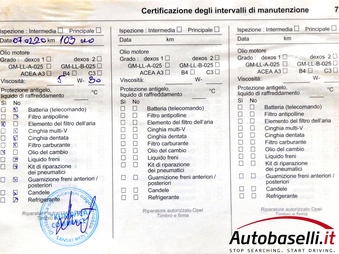 Certificazione degli intervalli di manutenzione 7
Ispezione : Intermedia Principale
Data 07.02.20 km 103
Olio motore
Grado : dexos 1 dexos 2
GM-LL-A-025 GM-LL-B-025
ACEA A3 B4 C3
Viscosità: 5 W- 30
Protezione antigelo,
liquido di raffreddamento °C
Sì No
Batteria (telecomando)
Filtro antipolline
Elemento del filtro dell'aria
Cinghia multi-V
Cinghia dentata
Filtro carburante
Olio del cambio
Liquido freni
Kit di riparazione
dei pneumatici
Guarnizione freni anteriori /
posteriori
Candele
Refrigerante
Riparatore autorizzato Opel
Timbro e firma
Ispezione : Intermedia Principale
Data km
Olio motore
Grado : dexos 1 dexos 2
GM-LL-A-025 GM-LL-B-025
ACEA A3 B4 C3
Viscosità: W-
Protezione antigelo,
liquido di raffreddamento: °C
Sì No
Batteria (telecomando)
Filtro antipolline
Elemento del filtro dell'aria
Cinghia multi-V
Cinghia dentata
Filtro carburante
Olio del cambio
Liquido freni
Kit di riparazione
dei pneumatici
Guarnizione freni anteriori /
posteriori
Candele
Refrigerante
Riparatore autorizzato Opel
Timbro e firma
Ispezione : Intermedia Principale
Data km
Olio motore
Grado : dexos 1 dexos 2
GM-LL-A-025 GM-LL-B-025
ACEA A3 B4 C3
Viscosità: W-
Protezione antigelo,
liquido di raffreddamento: °C
Sì No
Batteria (telecomando)
Filtro antipolline
Elemento del filtro dell'aria
Cinghia multi-V
Cinghia dentata
Filtro carburante
Olio del cambio
Liquido freni
Kit di riparazione
dei pneumatici
Guarnizione freni anteriori /
posteriori
Candele
Refrigerante
Autobaselli.it
STOP SEARCHING. START DRIVING.